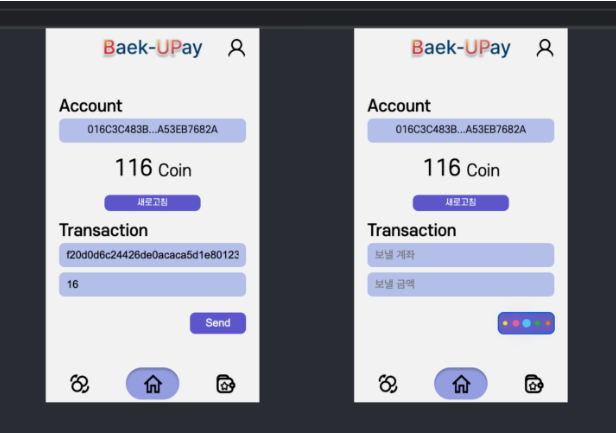 Baek-UPay
Account
016C3C483B...A53EB7682A
116 Coin
새로고침
Transaction
f20d0d6c24426de0acaca5d1e80123
16
Send
Baek-UPay
Account
016C3C483B...A53EB7682A
116 Coin
새로고침
Transaction
보낼 계좌
보낼 금액